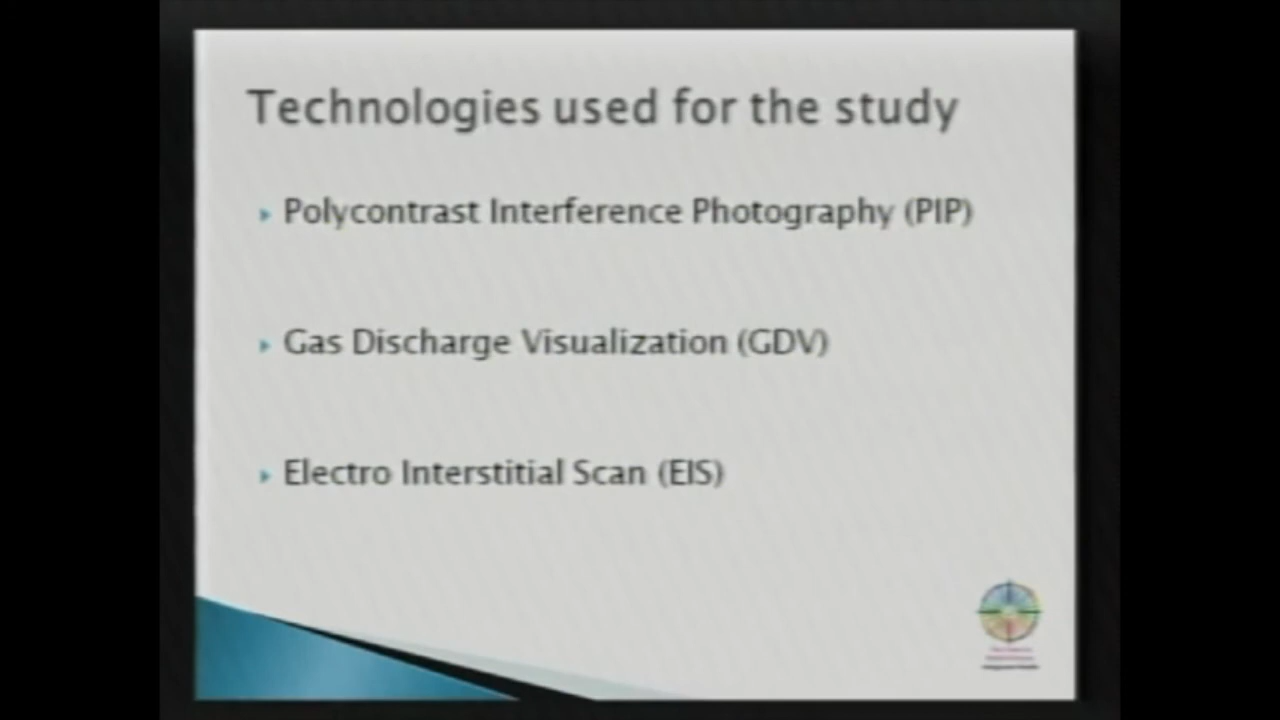 Technologies used for the study
Polycontrast Interference Photography (PIP)
Gas Discharge Visualization (GDV)
Electro Interstitial Scan (EIS)